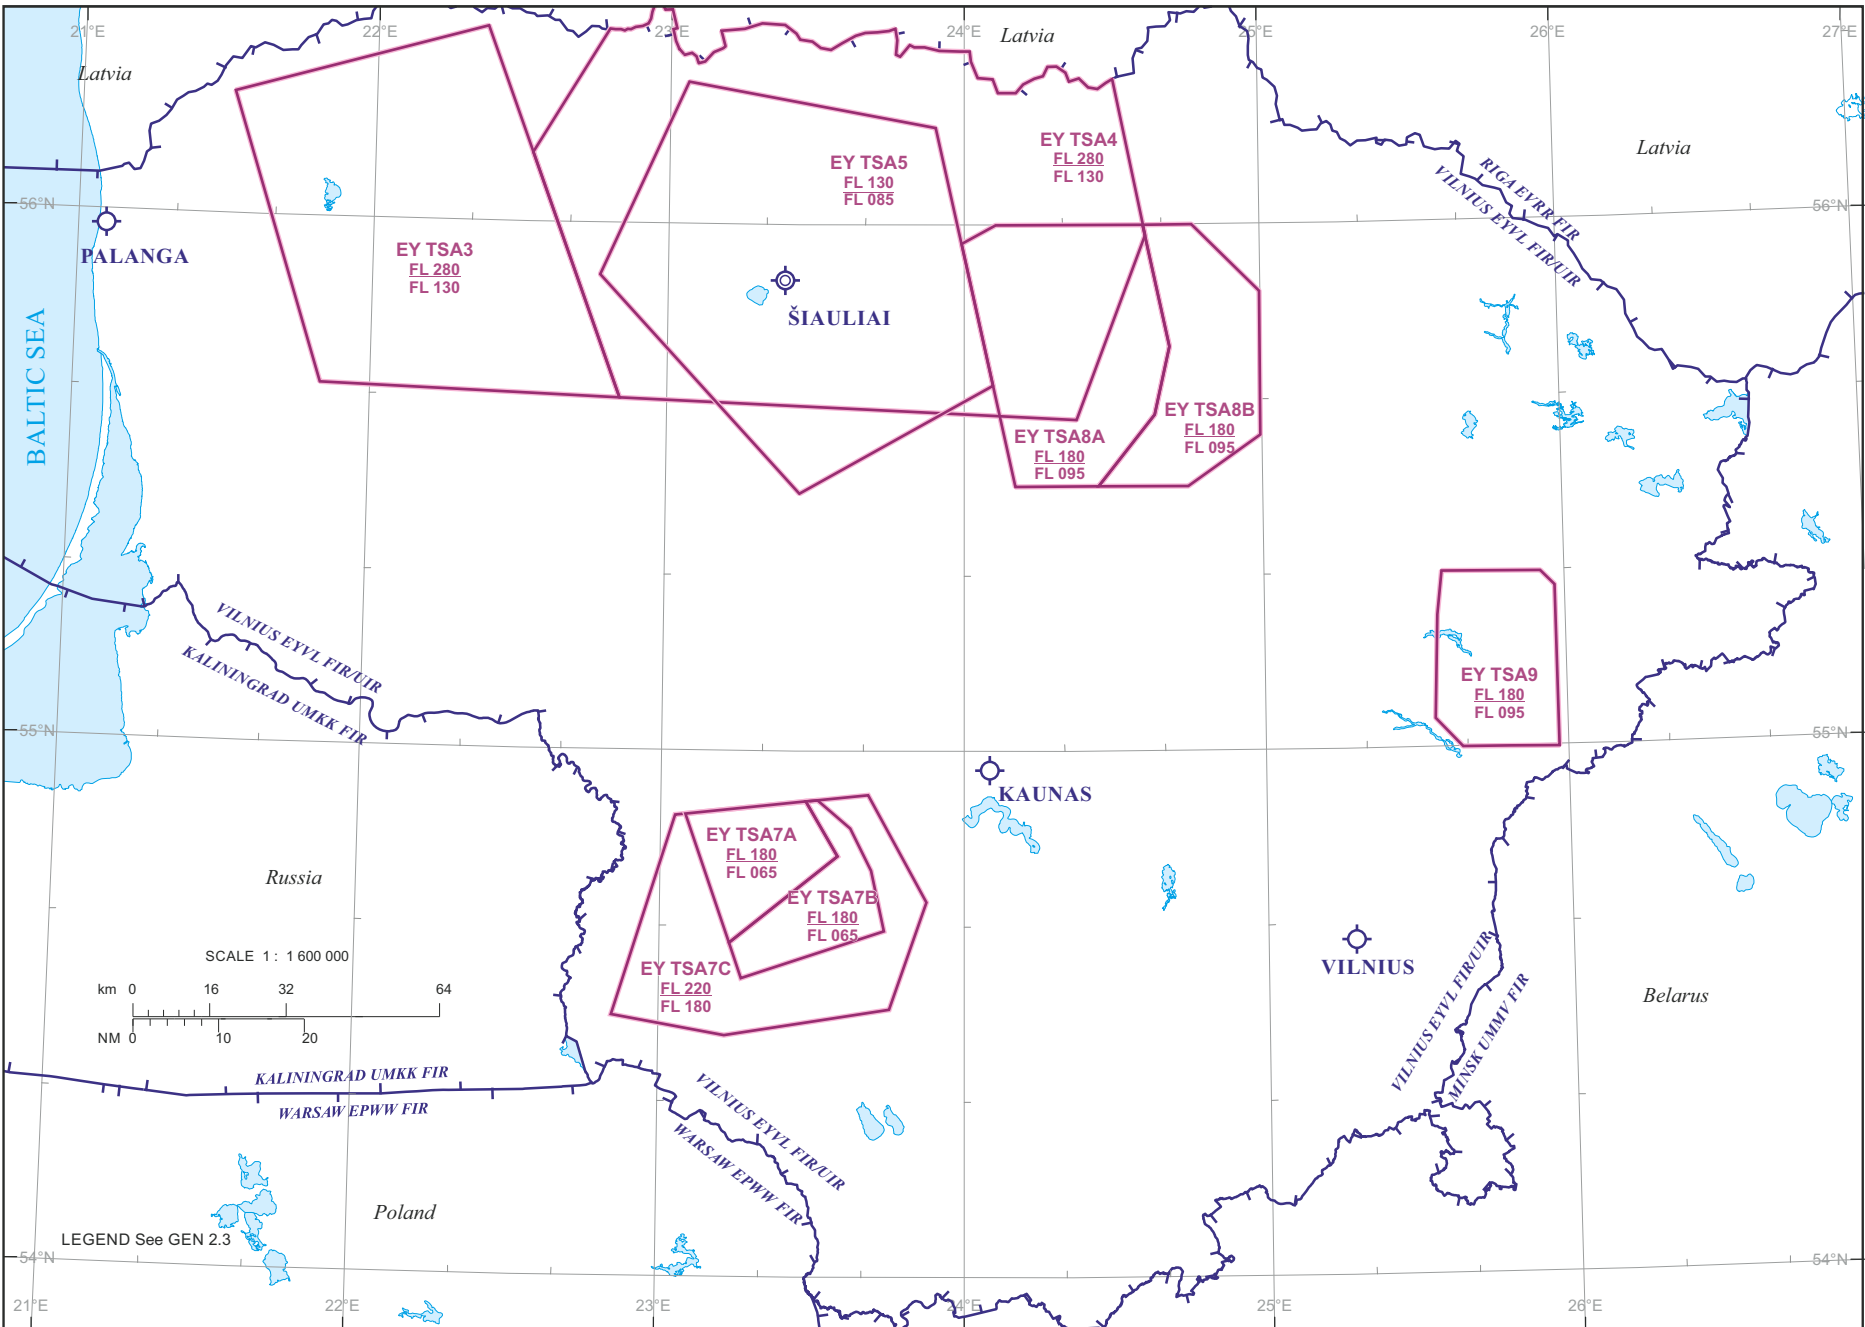 21°E
22°E
23°E
24°E
25°E
26°E
27°E
Latvia
Latvia
Latvia
EY TSA4
FL 280
FL 130
EY TSA5
FL 130
FL 085
RIGA EVRR FIR
VILNIUS EYVL FIR/UIR
56°N
56°N
PALANGA
EY TSA3
FL 280
FL 130
ŠIAULIAI
BALTIC SEA
EY TSA8B
FL 180
FL 095
EY TSA8A
FL 180
FL 095
VILNIUS EYVL FIR/UIR
KALININGRAD UMKK FIR
EY TSA9
FL 180
FL 095
55°N
55°N
KAUNAS
EY TSA7A
FL 180
FL 065
EY TSA7B
FL 180
FL 065
Russia
EY TSA7C
FL 220
FL 180
VILNIUS
VILNIUS EYVL FIR/UIR
MINSK UMMV FIR
Belarus
SCALE 1 : 1 600 000
km 0 16 32 64
NM 0 10 20
KALININGRAD UMKK FIR
WARSAW EPWW FIR
VILNIUS EYVL FIR/UIR
WARSAW EPWW FIR
Poland
LEGEND See GEN 2.3
54°N
54°N
21°E
22°E
23°E
24°E
25°E
26°E